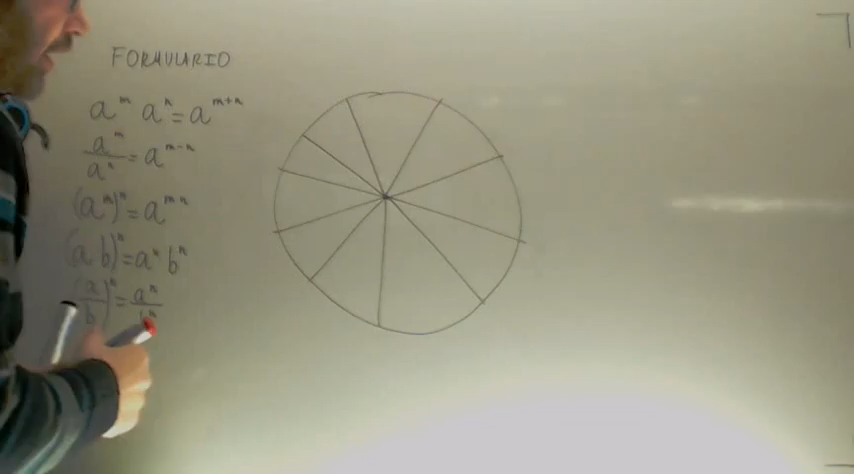 FORMULARIO
a^m a^n = a^{m+n}
a^m / a^n = a^{m-n}
(a^m)^n = a^{m n}
(a b)^n = a^n b^n
(a / b)^n = a^n / b^n